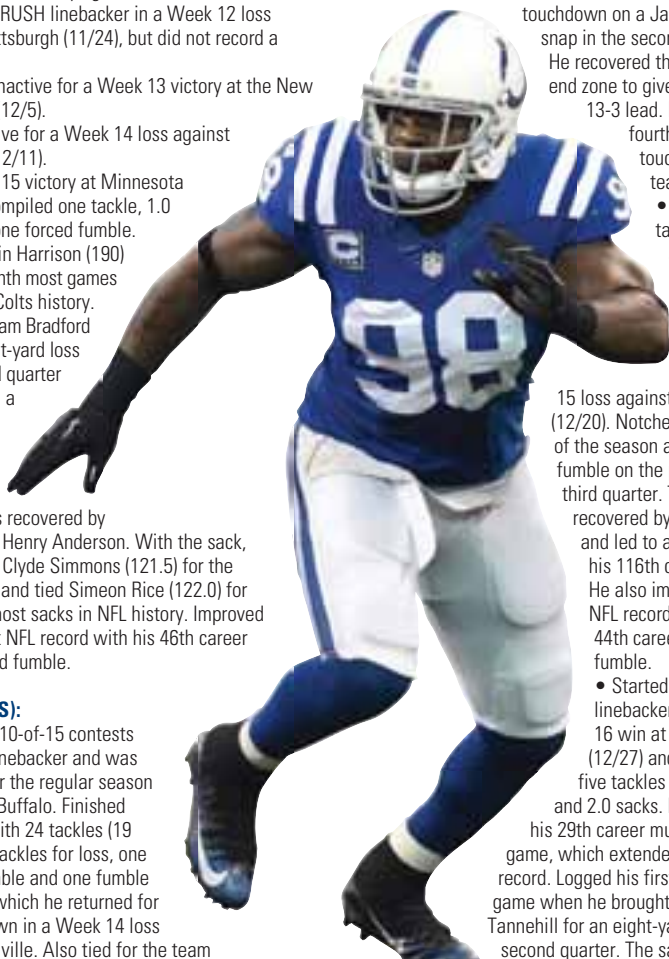 RUSH linebacker in a Week 12 loss
ttsburgh (11/24), but did not record a
nactive for a Week 13 victory at the New
12/5).
ve for a Week 14 loss against
2/11).
15 victory at Minnesota
mpiled one tackle, 1.0
one forced fumble.
in Harrison (190)
nth most games
Colts history.
am Bradford
t-yard loss
quarter
a
s recovered by
Henry Anderson. With the sack,
Clyde Simmons (121.5) for the
and tied Simeon Rice (122.0) for
most sacks in NFL history. Improved
t NFL record with his 46th career
d fumble.
S):
10-of-15 contests
nebacker and was
r the regular season
Buffalo. Finished
ith 24 tackles (19
ackles for loss, one
ble and one fumble
which he returned for
wn in a Week 14 loss
ville. Also tied for the team
98
98
C
98
touchdown on a Ja
snap in the secon
He recovered th
end zone to give
13-3 lead.
fourth
touc
tea
•
ta
15 loss against
(12/20). Notche
of the season a
fumble on the
third quarter. T
recovered by
and led to a
his 116th c
He also im
NFL record
44th caree
fumble.
• Started
linebacker
16 win at
(12/27) and
five tackles
and 2.0 sacks.
his 29th career mu
game, which extende
record. Logged his firs
game when he brought
Tannehill for an eight-ya
second quarter. The sa